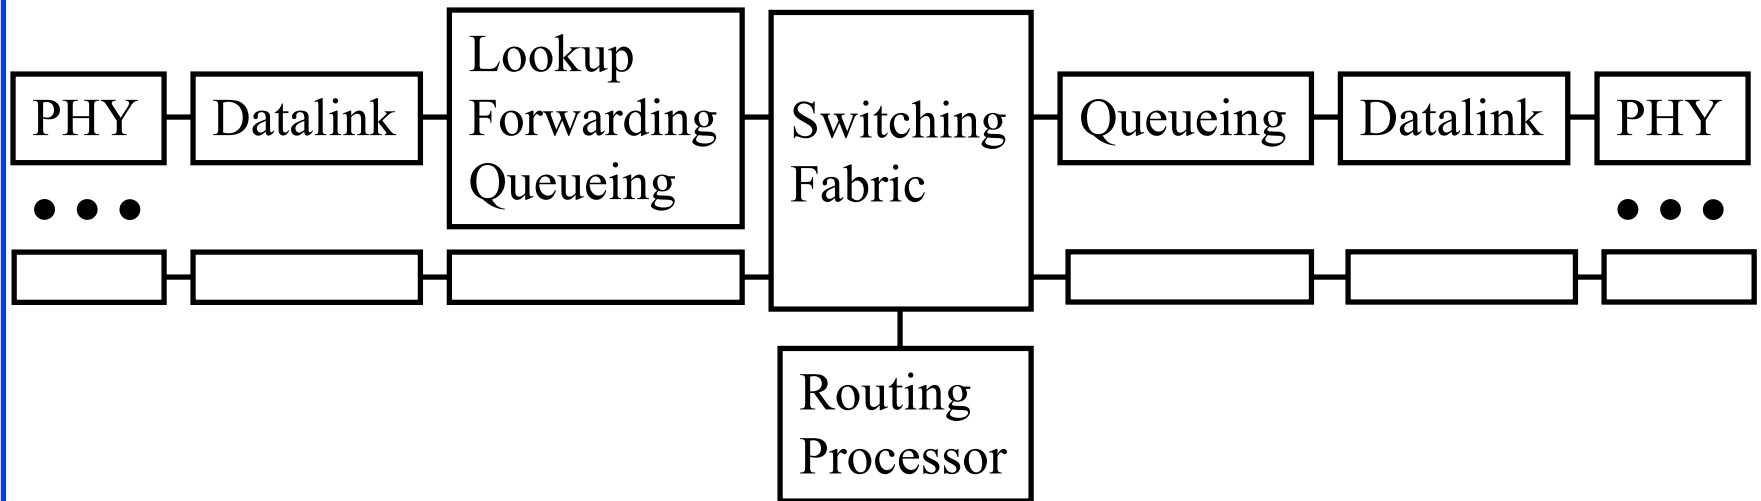 PHY
Datalink
Lookup
Forwarding
Queueing
Switching
Fabric
Queueing
Datalink
PHY
Routing
Processor